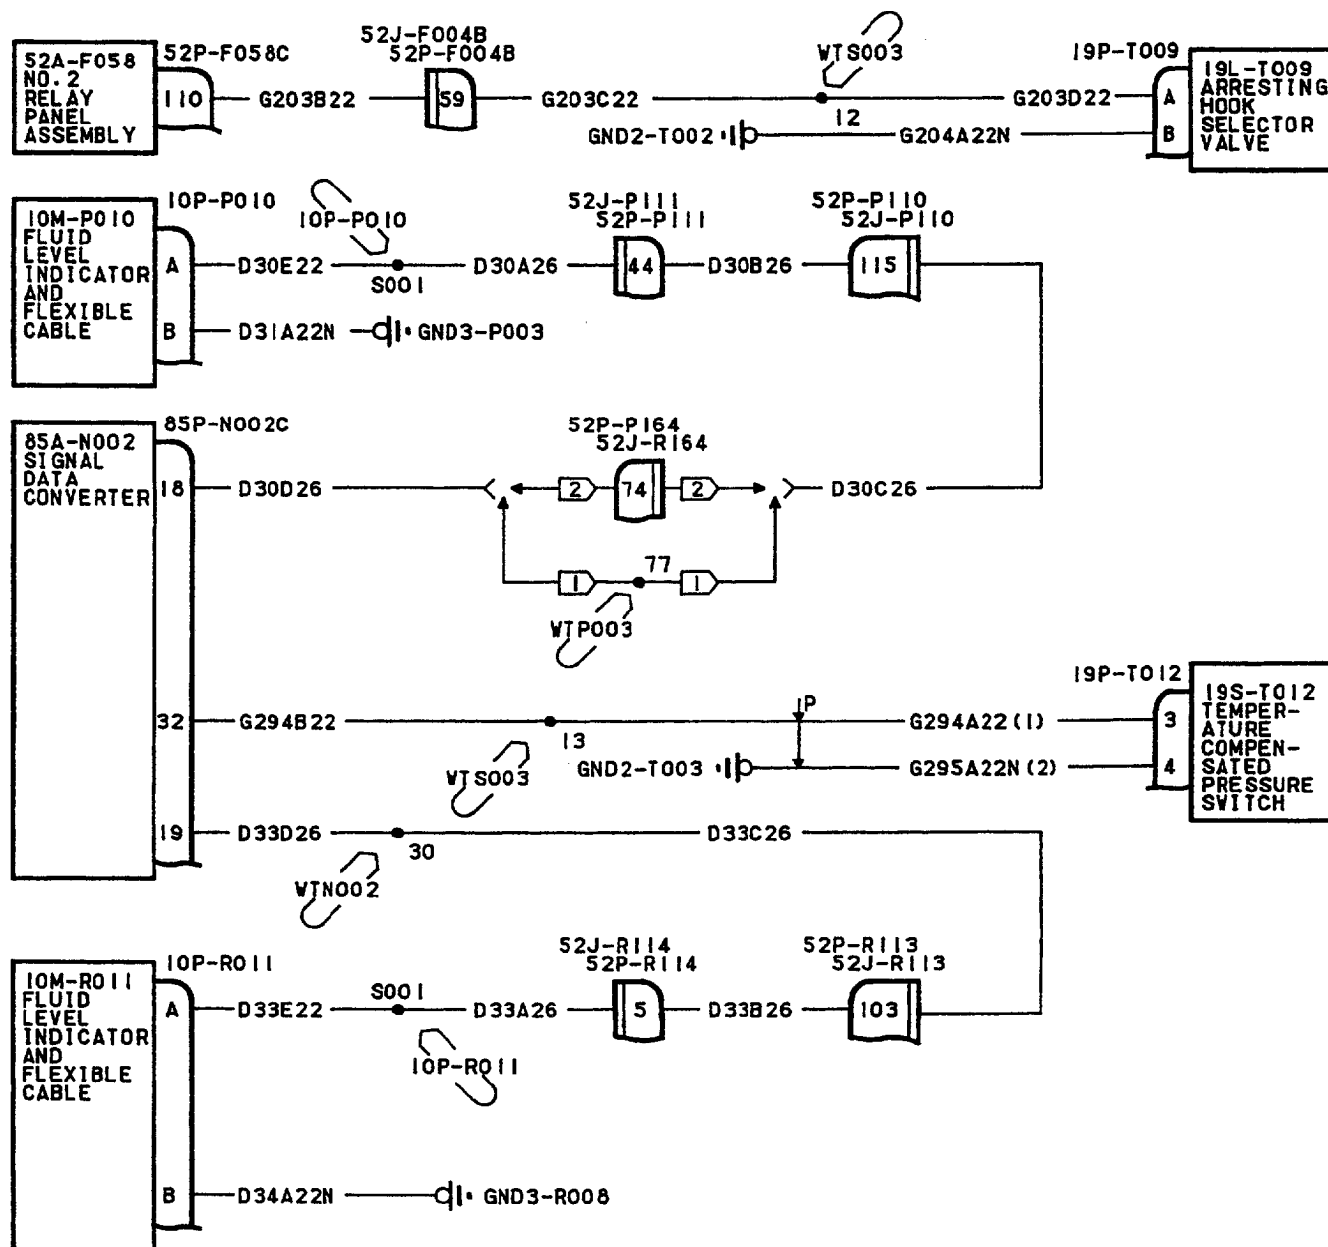 52A-F058
NO.2
RELAY
PANEL
ASSEMBLY
52P-F058C
110
G203B22
52J-F004B
52P-F004B
59
G203C22
WTS003
12
G203D22
19P-T009
A
B
19L-T009
ARRESTING
HOOK
SELECTOR
VALVE
GND2-T002
G204A22N
10M-P010
FLUID
LEVEL
INDICATOR
AND
FLEXIBLE
CABLE
10P-P010
A
D30E22
10P-P010
S001
D30A26
52J-P111
52P-P111
44
D30B26
52P-P110
52J-P110
115
B
D31A22N
GND3-P003
85A-N002
SIGNAL
DATA
CONVERTER
85P-N002C
18
D30D26
2
52P-P164
52J-R164
74
2
D30C26
1
77
1
WTP003
32
G294B22
13
WTS003
P
G294A22(1)
19P-T012
3
4
19S-T012
TEMPER-
ATURE
COMPEN-
SATED
PRESSURE
SWITCH
GND2-T003
G295A22N(2)
19
D33D26
30
WTN002
D33C26
10M-R011
FLUID
LEVEL
INDICATOR
AND
FLEXIBLE
CABLE
10P-R011
A
D33E22
S001
10P-R011
D33A26
52J-R114
52P-R114
5
D33B26
52P-R113
52J-R113
103
B
D34A22N
GND3-R008